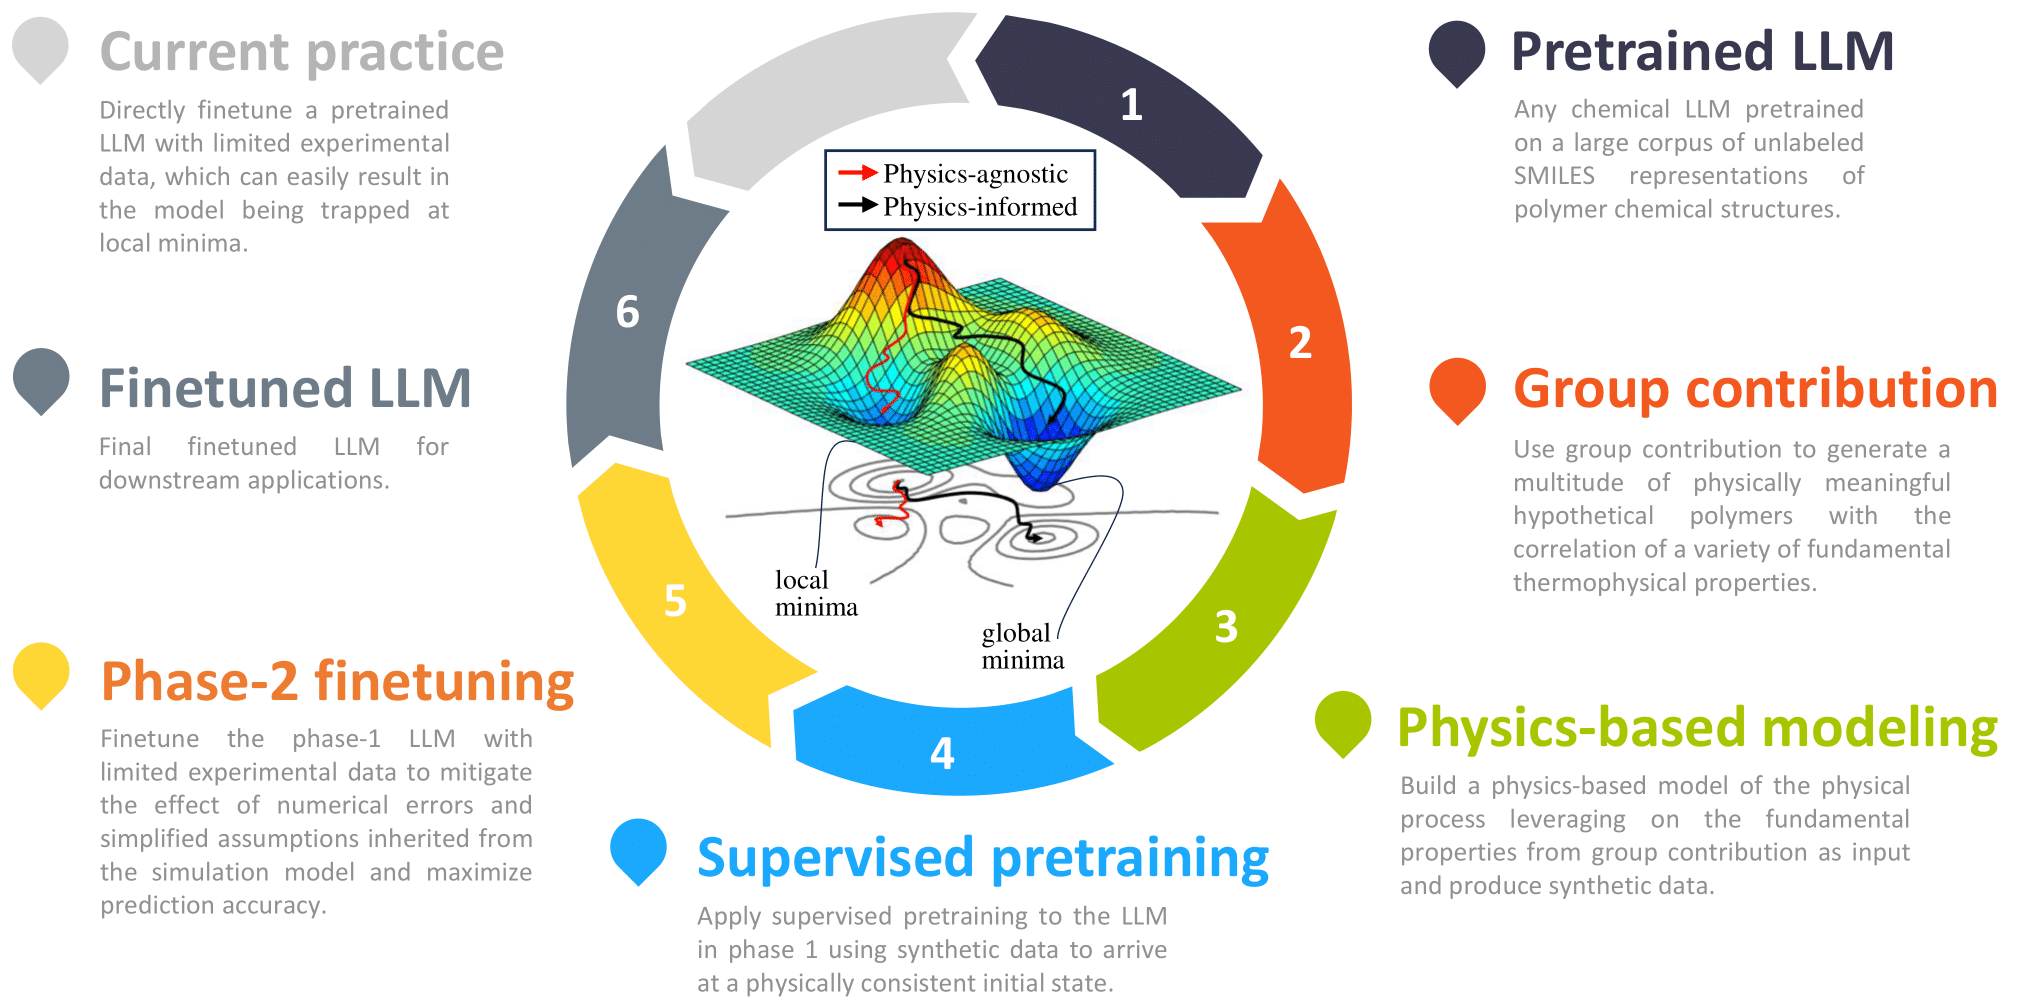 Current practice
Directly finetune a pretrained
LLM with limited experimental
data, which can easily result in
the model being trapped at
local minima.
Finetuned LLM
Final finetuned LLM for
downstream applications.
Phase-2 finetuning
Finetune the phase-1 LLM with
limited experimental data to mitigate
the effect of numerical errors and
simplified assumptions inherited from
the simulation model and maximize
prediction accuracy.
1
2
3
4
5
6
Physics-agnostic
Physics-informed
local
minima
global
minima
Supervised pretraining
Apply supervised pretraining to the LLM
in phase 1 using synthetic data to arrive
at a physically consistent initial state.
Pretrained LLM
Any chemical LLM pretrained
on a large corpus of unlabeled
SMILES representations of
polymer chemical structures.
Group contribution
Use group contribution to generate a
multitude of physically meaningful
hypothetical polymers with the
correlation of a variety of fundamental
thermophysical properties.
Physics-based modeling
Build a physics-based model of the physical
process leveraging on the fundamental
properties from group contribution as input
and produce synthetic data.